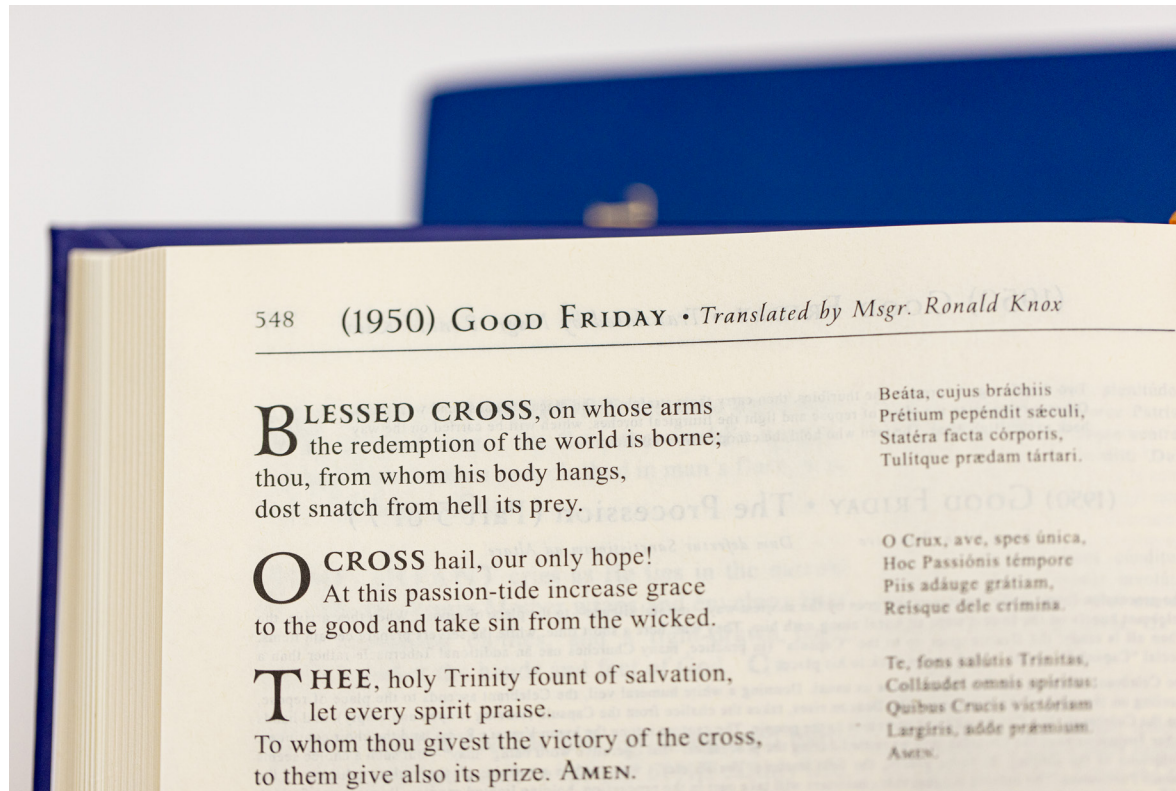 548 (1950) GOOD FRIDAY • Translated by Msgr. Ronald Knox
BLESSED CROSS, on whose arms
the redemption of the world is borne;
thou, from whom his body hangs,
dost snatch from hell its prey.
O CROSS hail, our only hope!
At this passion-tide increase grace
to the good and take sin from the wicked.
THEE, holy Trinity fount of salvation,
let every spirit praise.
To whom thou givest the victory of the cross,
to them give also its prize. AMEN.
Beáta, cujus bráchiis
Prétium pepéndit sǽculi,
Statéra facta córporis,
Tulítque prædam tártari.
O Crux, ave, spes única,
Hoc Passiónis témpore
Piis adáuge grátiam,
Reísque dele crímina.
Te, fons salútis Trínitas,
Colláudet omnis spíritus:
Quibus Crucis victóriam
Largíris, adde prǽmium.
AMEN.